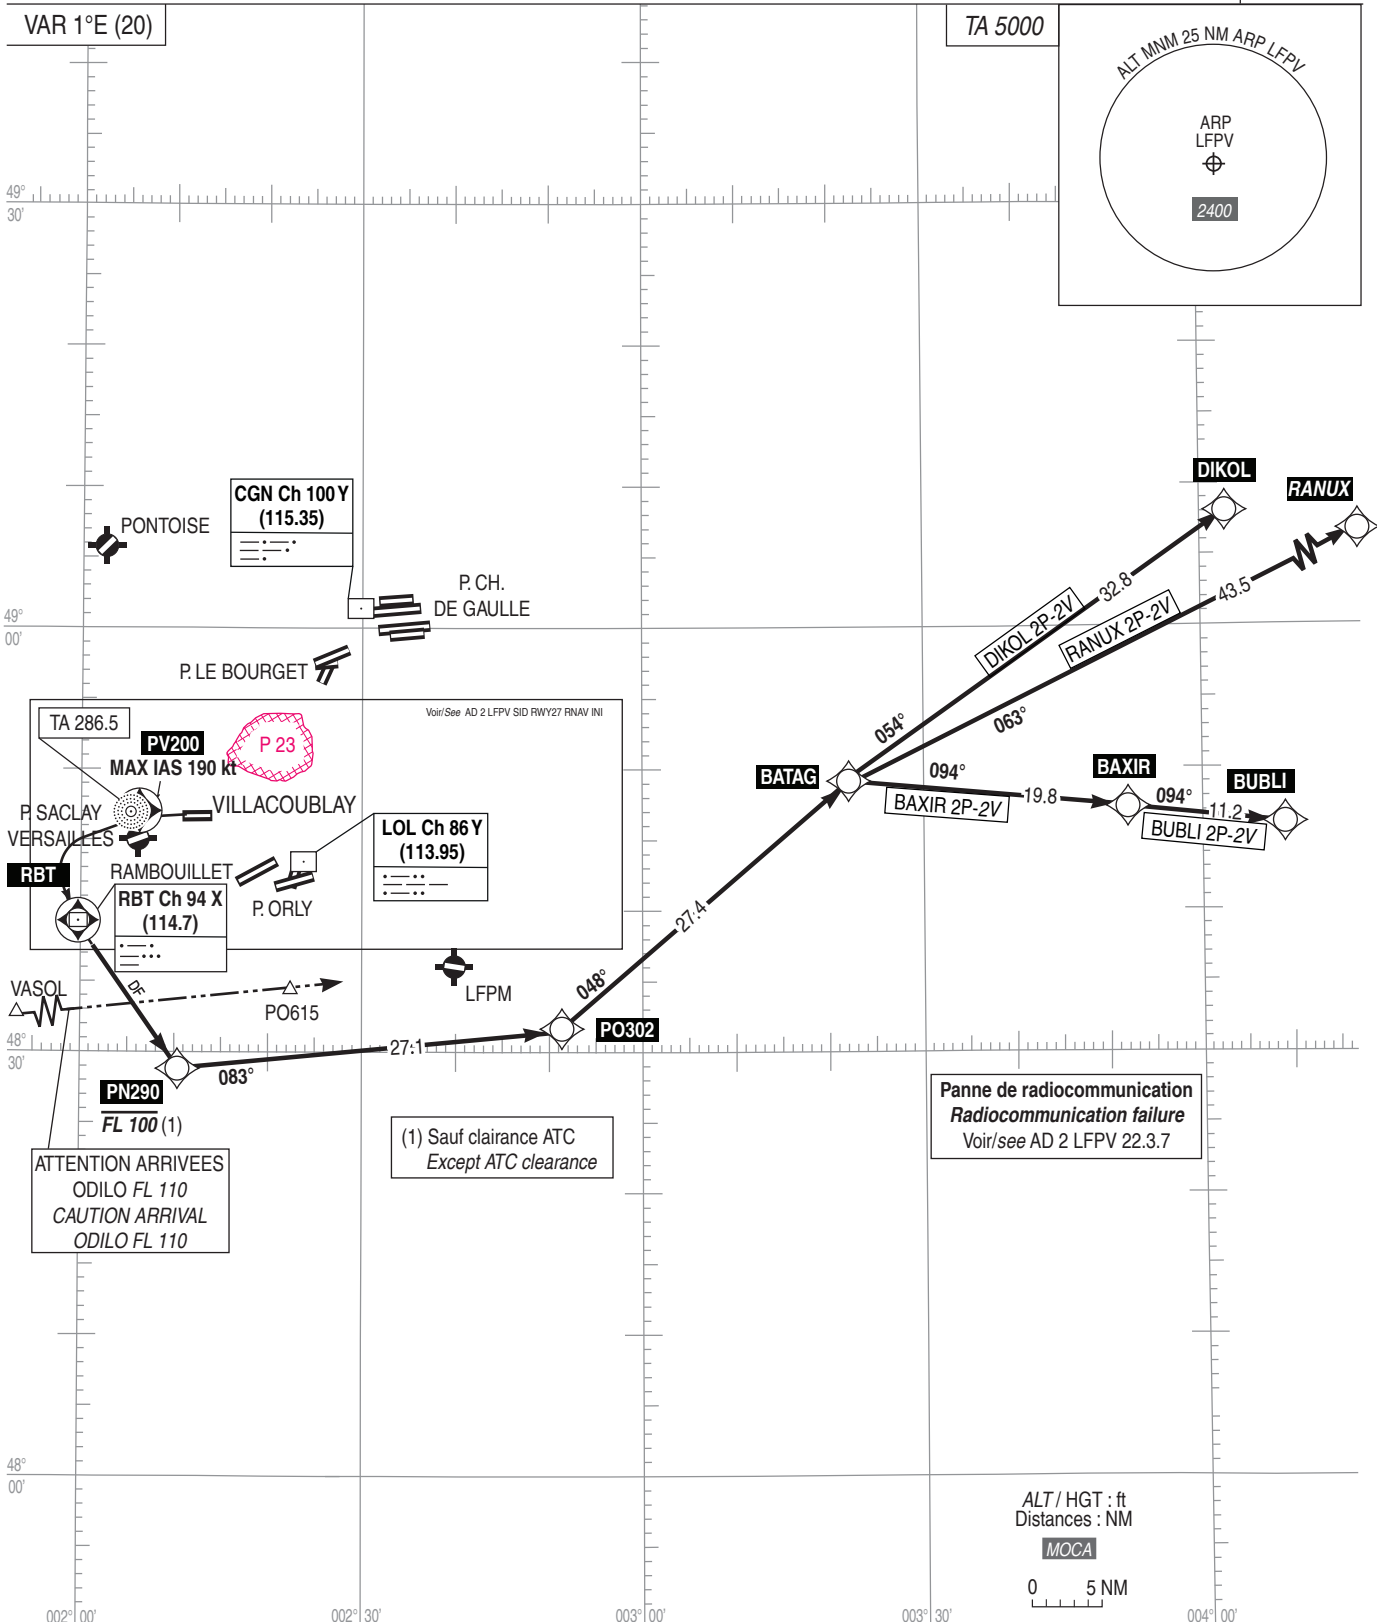 VAR 1°E (20)
TA 5000
ALT MNM 25 NM ARP LFPV
ARP
LFPV
2400
49°
30'
DIKOL
RANUX
CGN Ch 100 Y
(115.35)
PONTOISE
P. CH.
DE GAULLE
32.8
43.5
DIKOL 2P-2V
RANUX 2P-2V
49°
00'
P. LE BOURGET
Voir/See AD 2 LFPV SID RWY27 RNAV INI
TA 286.5
P 23
PV200
MAX IAS 190 kt
054°
063°
BATAG
094°
BAXIR
BUBLI
BAXIR 2P-2V
19.8
094°
11.2
BUBLI 2P-2V
P. SACLAY
VILLACOUBLAY
VERSAILLES
LOL Ch 86 Y
(113.95)
RBT
RAMBOUILLET
RBT Ch 94 X
(114.7)
P. ORLY
27.4
VASOL
DF
PO615
LFPM
048°
PO302
48°
30'
27.1
083°
PN290
FL 100 (1)
Panne de radiocommunication
Radiocommunication failure
Voir/see AD 2 LFPV 22.3.7
(1) Sauf clairance ATC
Except ATC clearance
ATTENTION ARRIVEES
ODILO FL 110
CAUTION ARRIVAL
ODILO FL 110
48°
00'
ALT / HGT : ft
Distances : NM
MOCA
0 5 NM
002° 00'
002° 30'
003° 00'
003° 30'
004° 00'